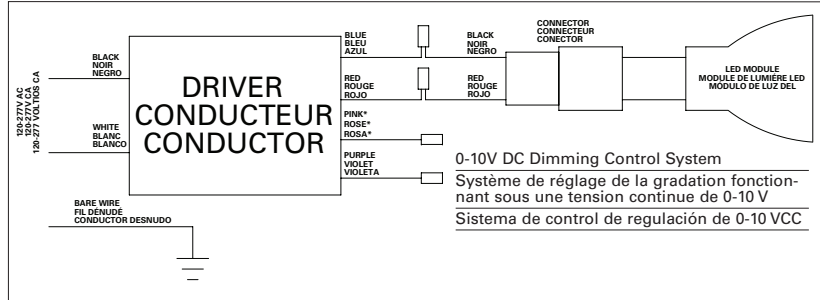 120-277V AC
120-277V CA
120-277 VOLTIOS CA
BLACK
NOIR
NEGRO
WHITE
BLANC
BLANCO
BARE WIRE
FIL DÉNUDÉ
CONDUCTOR DESNUDO
DRIVER
CONDUCTEUR
CONDUCTOR
BLUE
BLEU
AZUL
RED
ROUGE
ROJO
PINK*
ROSE*
ROSA*
PURPLE
VIOLET
VIOLETA
BLACK
NOIR
NEGRO
RED
ROUGE
ROJO
CONNECTOR
CONNECTEUR
CONECTOR
LED MODULE
MODULE DE LUMIÈRE LED
MÓDULO DE LUZ DEL
0-10V DC Dimming Control System
Système de réglage de la gradation fonction-
nant sous une tension continue de 0-10 V
Sistema de control de regulación de 0-10 VCC